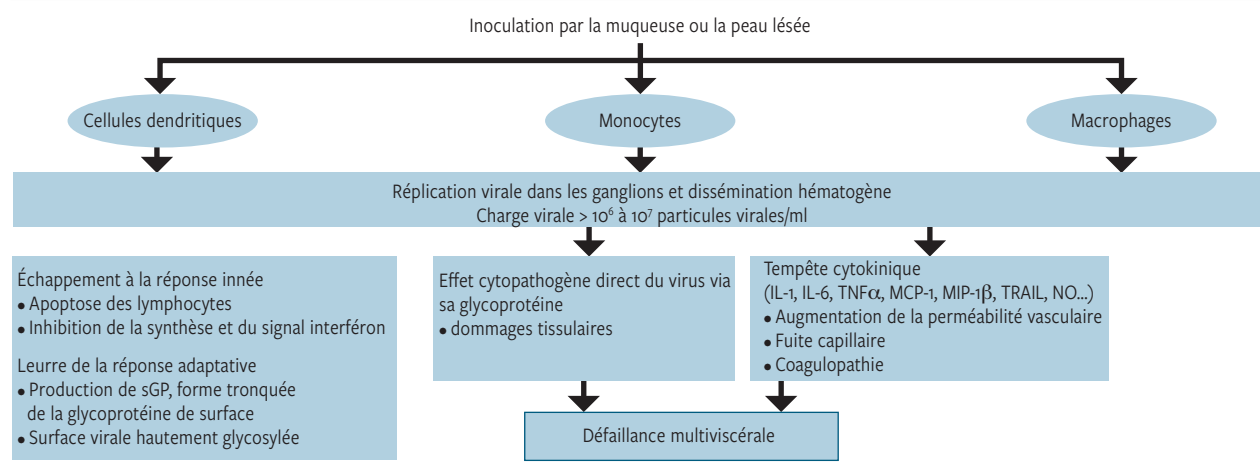 Inoculation par la muqueuse ou la peau lésée
Cellules dendritiques
Monocytes
Macrophages
Réplication virale dans les ganglions et dissémination hématogène
Charge virale > 10⁶ à 10⁷ particules virales/ml
Échappement à la réponse innée
• Apoptose des lymphocytes
• Inhibition de la synthèse et du signal interféron
Leurre de la réponse adaptative
• Production de sGP, forme tronquée
de la glycoprotéine de surface
• Surface virale hautement glycosylée
Effet cytopathogène direct du virus via
sa glycoprotéine
• dommages tissulaires
Tempête cytokinique
(IL-1, IL-6, TNFα, MCP-1, MIP-1β, TRAIL, NO...)
• Augmentation de la perméabilité vasculaire
• Fuite capillaire
• Coagulopathie
Défaillance multiviscérale